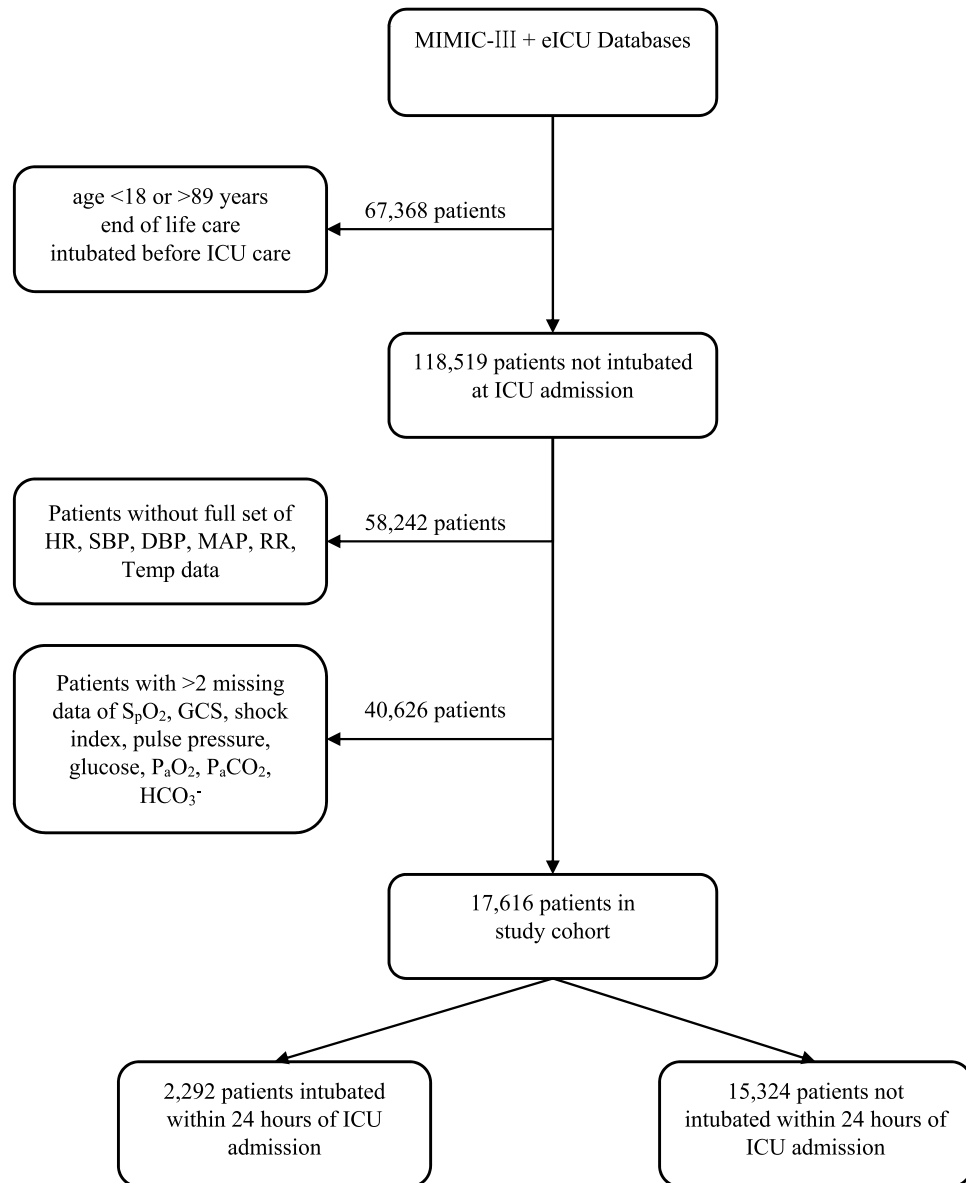 MIMIC-Ⅲ + eICU Databases
age <18 or >89 years
end of life care
intubated before ICU care
67,368 patients
118,519 patients not intubated
at ICU admission
Patients without full set of
HR, SBP, DBP, MAP, RR,
Temp data
58,242 patients
Patients with >2 missing
data of SₚO₂, GCS, shock
index, pulse pressure,
glucose, PₐO₂, PₐCO₂,
HCO₃⁻
40,626 patients
17,616 patients in
study cohort
2,292 patients intubated
within 24 hours of ICU
admission
15,324 patients not
intubated within 24 hours of
ICU admission